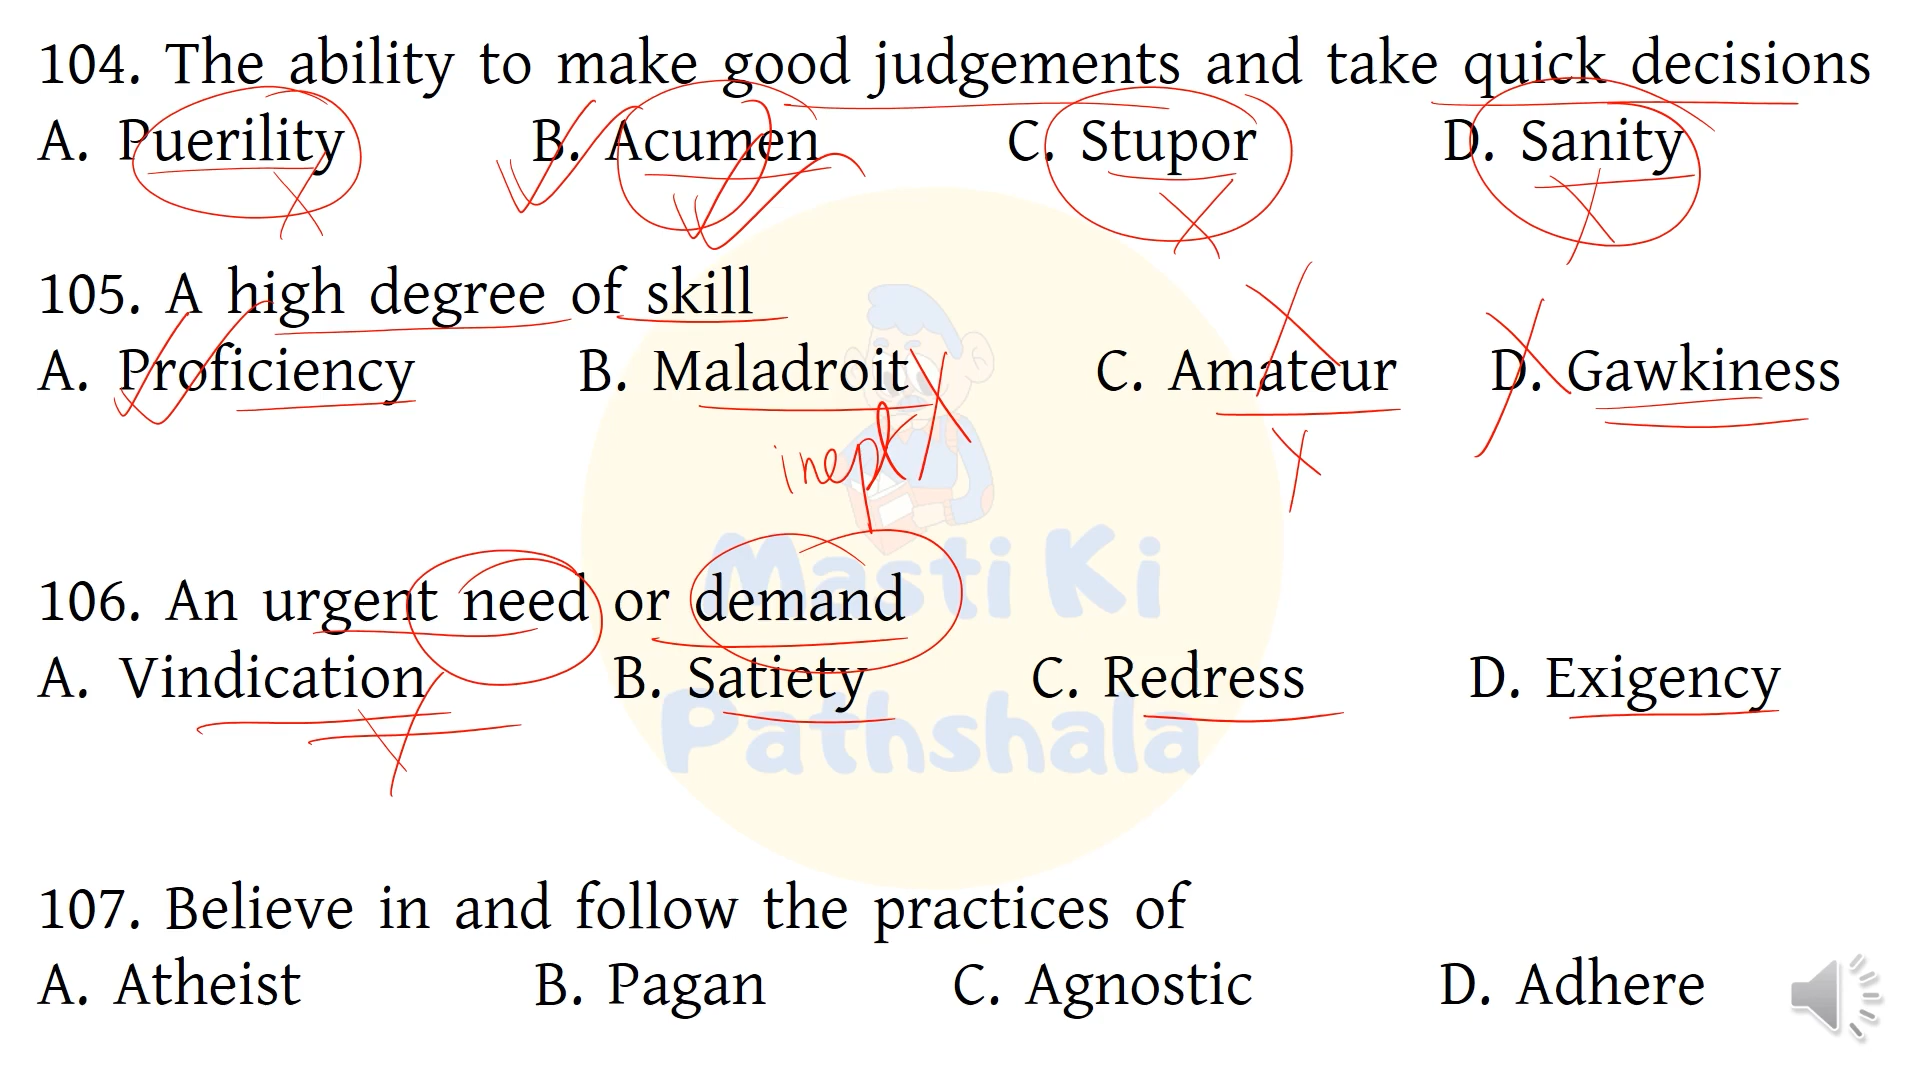 104. The ability to make good judgements and take quick decisions
A. Puerility B. Acumen C. Stupor D. Sanity
105. A high degree of skill
A. Proficiency B. Maladroit C. Amateur D. Gawkiness
inept
106. An urgent need or demand
A. Vindication B. Satiety C. Redress D. Exigency
Masti Ki
Pathshala
107. Believe in and follow the practices of
A. Atheist B. Pagan C. Agnostic D. Adhere